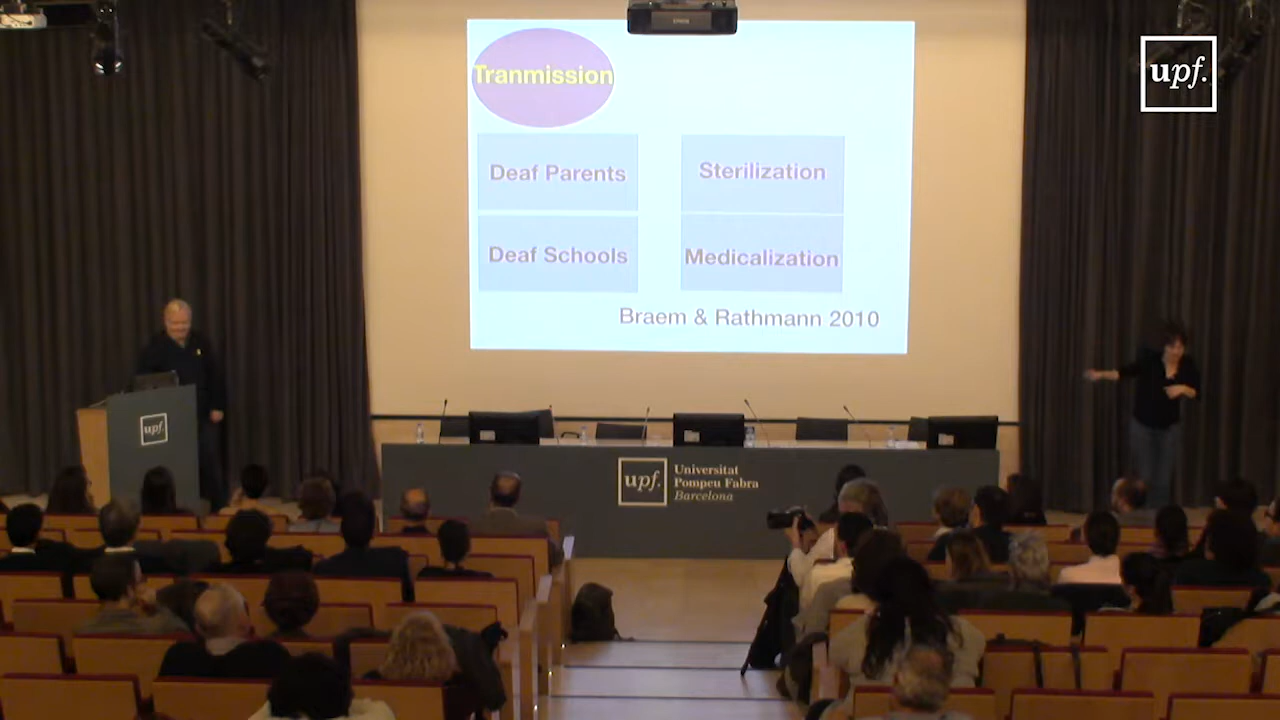 Tranmission
Deaf Parents
Sterilization
Deaf Schools
Medicalization
Braem & Rathmann 2010
upf.
upf.
upf.
Universitat
Pompeu Fabra
Barcelona